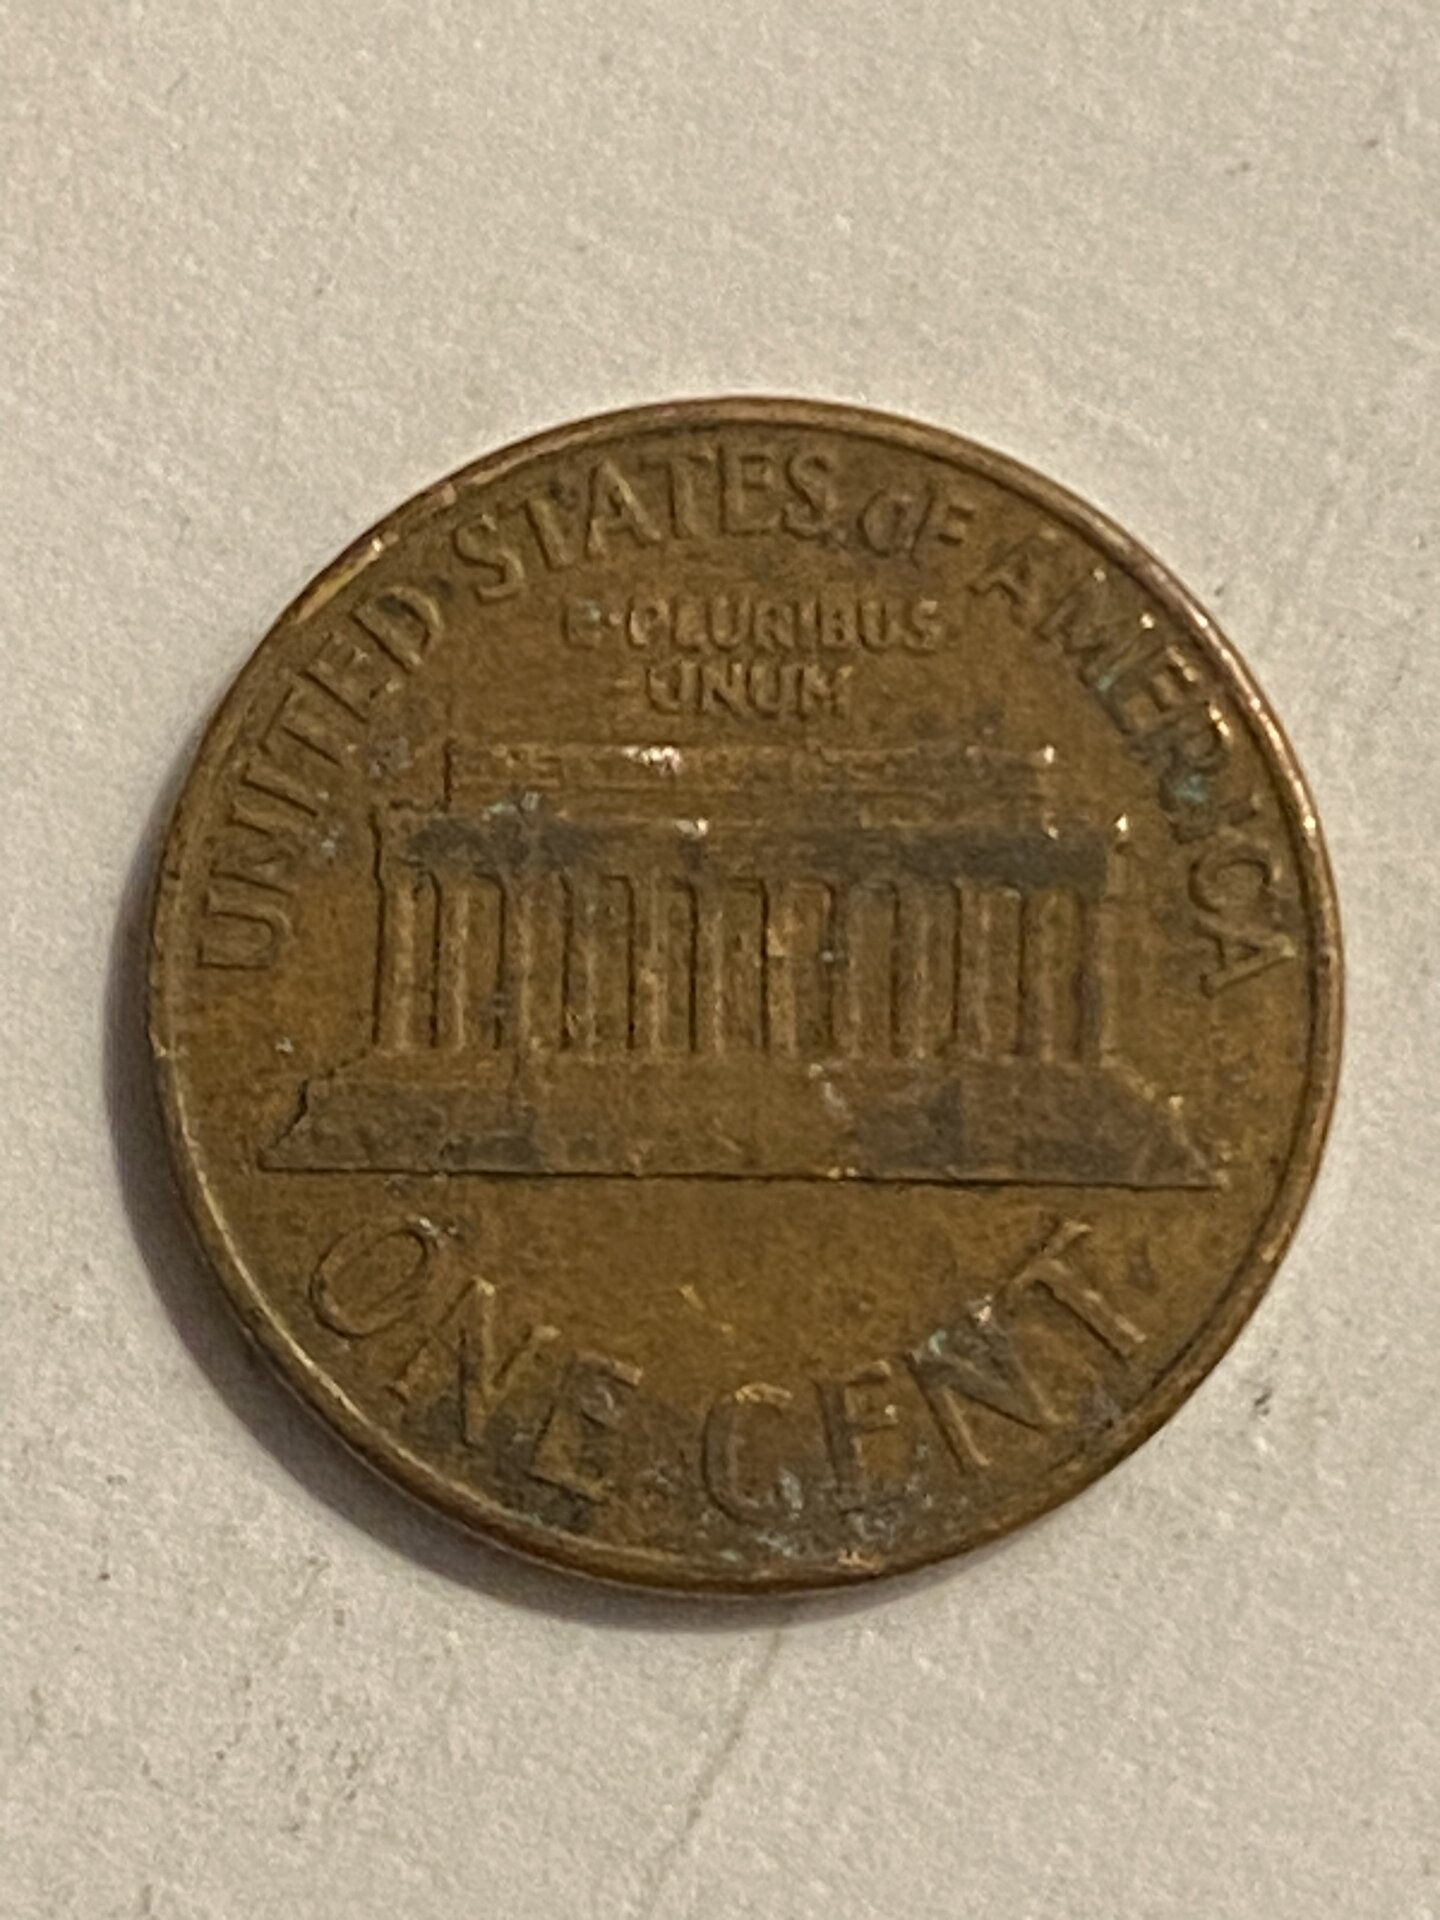 UNITED STATES OF AMERICA
E·PLURIBUS
UNUM
ONE CENT